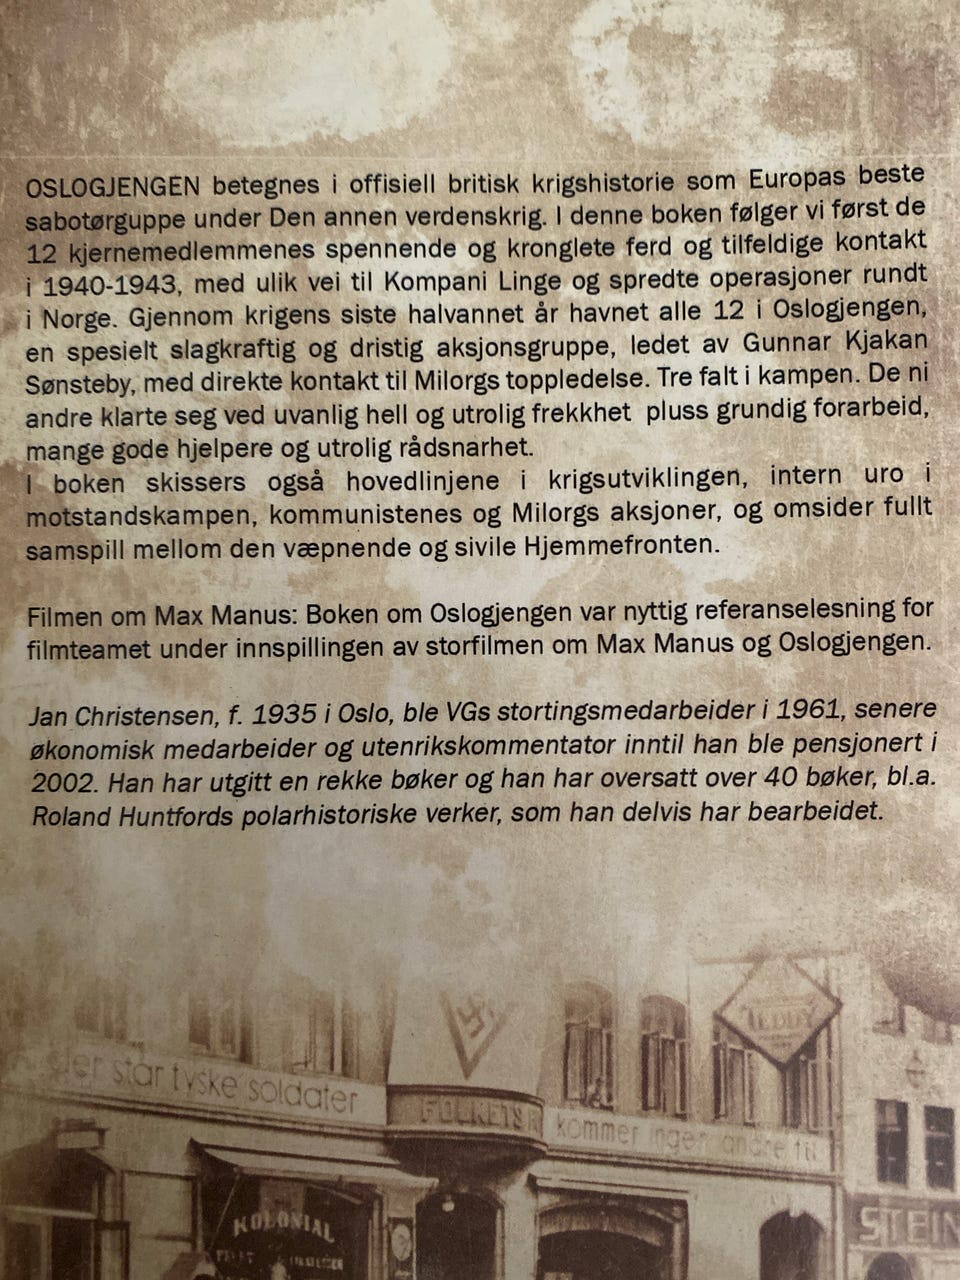 OSLOGJENGEN betegnes i offisiell britisk krigshistorie som Europas beste
sabotørguppe under Den annen verdenskrig. I denne boken følger vi først de
12 kjernemedlemmenes spennende og kronglete ferd og tilfeldige kontakt
i 1940-1943, med ulik vei til Kompani Linge og spredte operasjoner rundt
i Norge. Gjennom krigens siste halvannet år havnet alle 12 i Oslogjengen,
en spesielt slagkraftig og dristig aksjonsgruppe, ledet av Gunnar Kjakan
Sønsteby, med direkte kontakt til Milorgs toppledelse. Tre falt i kampen. De ni
andre klarte seg ved uvanlig hell og utrolig frekkhet pluss grundig forarbeid,
mange gode hjelpere og utrolig rådsnarhet.
I boken skissers også hovedlinjene i krigsutviklingen, intern uro i
motstandskampen, kommunistenes og Milorgs aksjoner, og omsider fullt
samspill mellom den væpnende og sivile Hjemmefronten.
Filmen om Max Manus: Boken om Oslogjengen var nyttig referanselesning for
filmteamet under innspillingen av storfilmen om Max Manus og Oslogjengen.
Jan Christensen, f. 1935 i Oslo, ble VGs stortingsmedarbeider i 1961, senere
økonomisk medarbeider og utenrikskommentator inntil han ble pensjonert i
2002. Han har utgitt en rekke bøker og han har oversatt over 40 bøker, bl.a.
Roland Huntfords polarhistoriske verker, som han delvis har bearbeidet.
TEDDY
der står tyske soldater
FOLKETS
kommer ingen andre til
KOLONIAL
STEIN